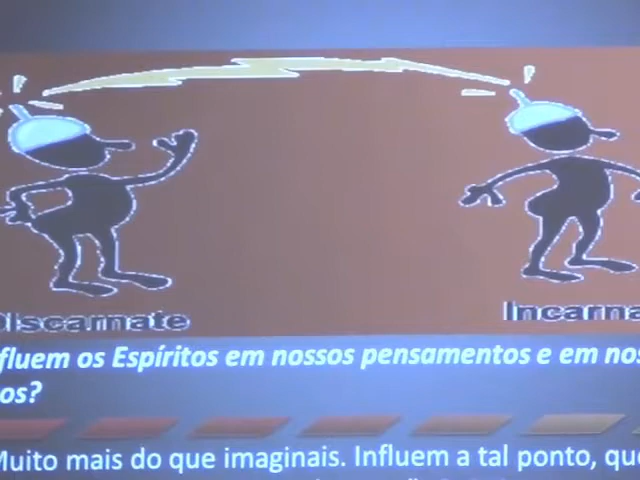 Discarnate
Incarna
fluem os Espíritos em nossos pensamentos e em nos
os?
Muito mais do que imaginais. Influem a tal ponto, que